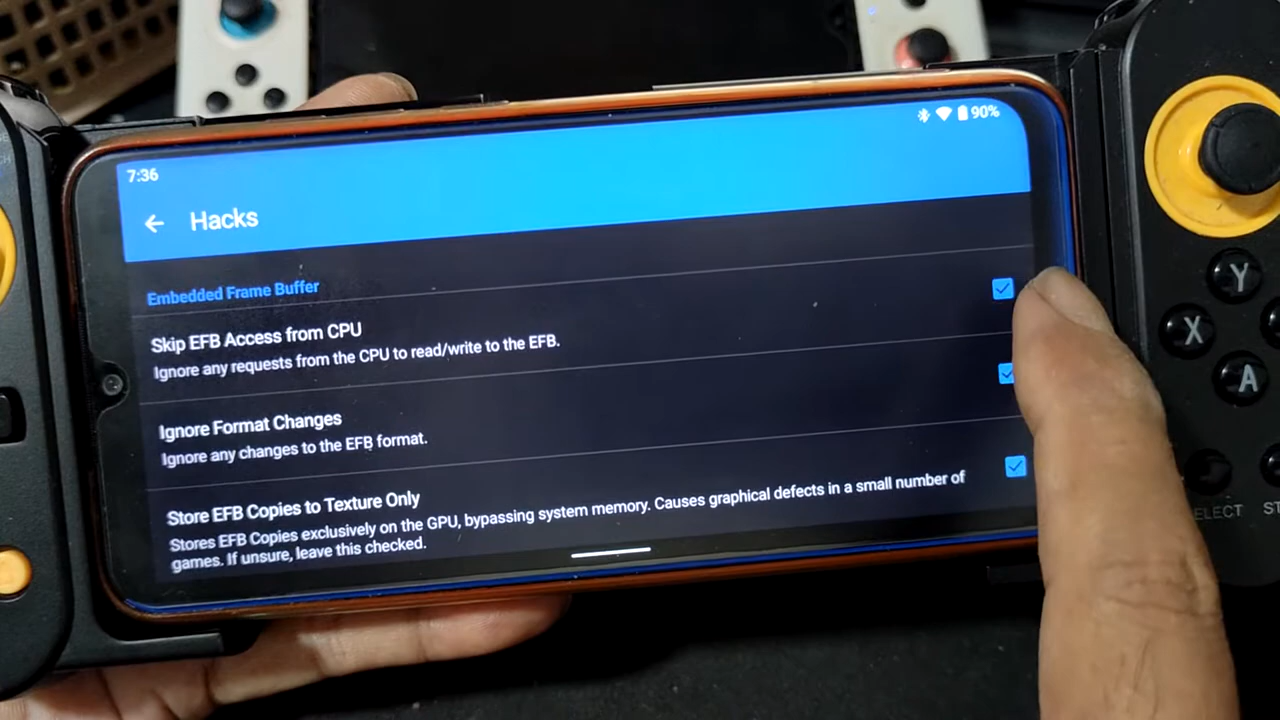 90%
7:36
Hacks
Embedded Frame Buffer
Skip EFB Access from CPU
Ignore any requests from the CPU to read/write to the EFB.
Ignore Format Changes
Ignore any changes to the EFB format.
Store EFB Copies to Texture Only
Stores EFB Copies exclusively on the GPU, bypassing system memory. Causes graphical defects in a small number of
games. If unsure, leave this checked.
Y
X
A
ELECT
ST